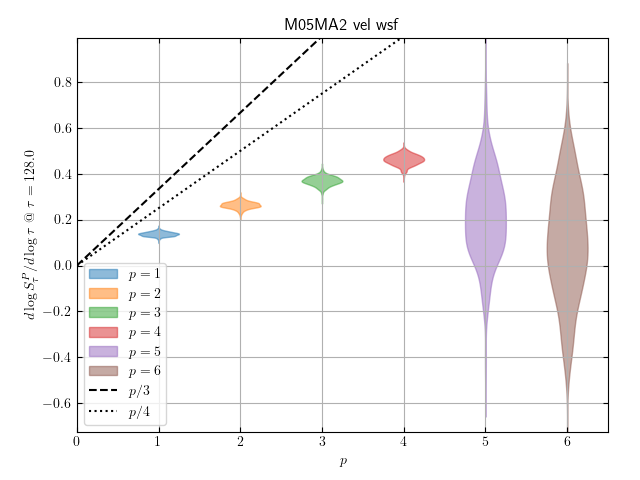 M05MA2 vel wsf
d log S_τ^P / d log τ @ τ = 128.0
0.8
0.6
0.4
0.2
0.0
−0.2
−0.4
−0.6
p = 1
p = 2
p = 3
p = 4
p = 5
p = 6
p/3
p/4
0 1 2 3 4 5 6
p